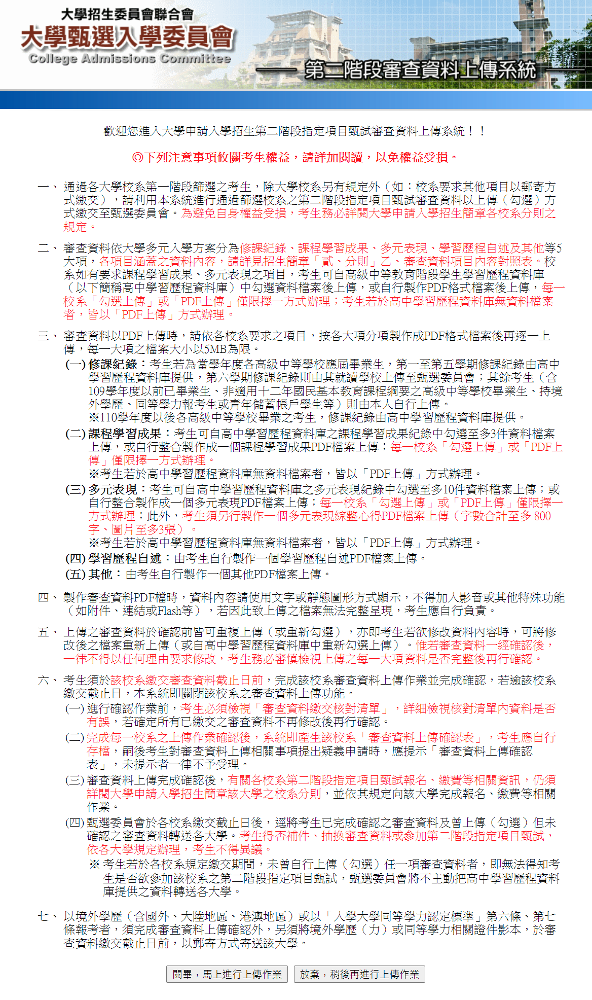 大學招生委員會聯合會
大學甄選入學委員會
College Admissions Committee
第二階段審查資料上傳系統
歡迎您進入大學申請入學招生第二階段指定項目甄試審查資料上傳系統！！
◎下列注意事項攸關考生權益，請詳加閱讀，以免權益受損。
一、 通過各大學校系第一階段篩選之考生，除大學校系另有規定外（如：校系要求其他項目以郵寄方
式繳交），請利用本系統進行通過篩選校系之第二階段指定項目甄試審查資料以上傳（勾選）方
式繳交至甄選委員會。為避免自身權益受損，考生務必詳閱大學申請入學招生簡章各校系分則之
規定。
二、 審查資料依大學多元入學方案分為修課紀錄、課程學習成果、多元表現、學習歷程自述及其他等5
大項，各項目涵蓋之資料內容，請詳見招生簡章「貳、分則」乙、審查資料項目內容對照表。校
系如有要求課程學習成果、多元表現之項目，考生可自高級中等教育階段學生學習歷程資料庫
（以下簡稱高中學習歷程資料庫）中勾選資料檔案後上傳，或自行製作PDF格式檔案後上傳，每一
校系「勾選上傳」或「PDF上傳」僅限擇一方式辦理；考生若於高中學習歷程資料庫無資料檔案
者，皆以「PDF上傳」方式辦理。
三、 審查資料以PDF上傳時，請依各校系要求之項目，按各大項分項製作成PDF格式檔案後再逐一上
傳，每一大項之檔案大小以5MB為限。
(一) 修課紀錄：考生若為當學年度各高級中等學校應屆畢業生，第一至第五學期修課紀錄由高中
學習歷程資料庫提供，第六學期修課紀錄則由其就讀學校上傳至甄選委員會；其餘考生（含
109學年度以前已畢業生、非適用十二年國民基本教育課程綱要之高級中等學校畢業生、持境
外學歷、同等學力報考生或青年儲蓄帳戶學生等）則由本人自行上傳。
※110學年度以後各高級中等學校畢業之考生，修課紀錄由高中學習歷程資料庫提供。
(二) 課程學習成果：考生可自高中學習歷程資料庫之課程學習成果紀錄中勾選至多3件資料檔案
上傳，或自行整合製作成一個課程學習成果PDF檔案上傳；每一校系「勾選上傳」或「PDF上
傳」僅限擇一方式辦理。
※考生若於高中學習歷程資料庫無資料檔案者，皆以「PDF上傳」方式辦理。
(三) 多元表現：考生可自高中學習歷程資料庫之多元表現紀錄中勾選至多10件資料檔案上傳；或
自行整合製作成一個多元表現PDF檔案上傳；每一校系「勾選上傳」或「PDF上傳」僅限擇一
方式辦理；此外，考生須另行製作一個多元表現綜整心得PDF檔案上傳（字數合計至多 800
字、圖片至多3張）。
※考生若於高中學習歷程資料庫無資料檔案者，皆以「PDF上傳」方式辦理。
(四) 學習歷程自述：由考生自行製作一個學習歷程自述PDF檔案上傳。
(五) 其他：由考生自行製作一個其他PDF檔案上傳。
四、 製作審查資料PDF檔時，資料內容請使用文字或靜態圖形方式顯示，不得加入影音或其他特殊功能
（如附件、連結或Flash等），若因此致上傳之檔案無法完整呈現，考生應自行負責。
五、 上傳之審查資料於確認前皆可重複上傳（或重新勾選），亦即考生若欲修改資料內容時，可將修
改後之檔案重新上傳（或自高中學習歷程資料庫中重新勾選上傳）。惟若審查資料一經確認後，
一律不得以任何理由要求修改，考生務必審慎檢視上傳之每一大項資料是否完整後再行確認。
六、 考生須於該校系繳交審查資料截止日前，完成該校系審查資料上傳作業並完成確認，若逾該校系
繳交截止日，本系統即關閉該校系之審查資料上傳功能。
(一) 進行確認作業前，考生必須檢視「審查資料繳交核對清單」，詳細檢視核對清單內資料是否
有誤，若確定所有已繳交之審查資料不再修改後再行確認。
(二) 完成每一校系之上傳作業確認後，系統即產生該校系「審查資料上傳確認表」，考生應自行
存檔，嗣後考生對審查資料上傳相關事項提出疑義申請時，應提示「審查資料上傳確認
表」，未提示者一律不予受理。
(三) 審查資料上傳完成確認後，有關各校系第二階段指定項目甄試報名、繳費等相關資訊，仍須
詳閱大學申請入學招生簡章該大學之校系分則，並依其規定向該大學完成報名、繳費等相關
作業。
(四) 甄選委員會於各校系繳交截止日後，逕將考生已完成確認之審查資料及曾上傳（勾選）但未
確認之審查資料轉送各大學。考生得否補件、抽換審查資料或參加第二階段指定項目甄試，
依各大學規定辦理，考生不得異議。
※ 考生若於各校系規定繳交期間，未曾自行上傳（勾選）任一項審查資料者，即無法得知考
生是否欲參加該校系之第二階段指定項目甄試，甄選委員會將不主動把高中學習歷程資料
庫提供之資料轉送各大學。
七、 以境外學歷（含國外、大陸地區、港澳地區）或以「入學大學同等學力認定標準」第六條、第七
條報考者，須完成審查資料上傳確認外，另須將境外學歷（力）或同等學力相關證件影本，於審
查資料繳交截止日前，以郵寄方式寄送該大學。
閱畢，馬上進行上傳作業 放棄，稍後再進行上傳作業